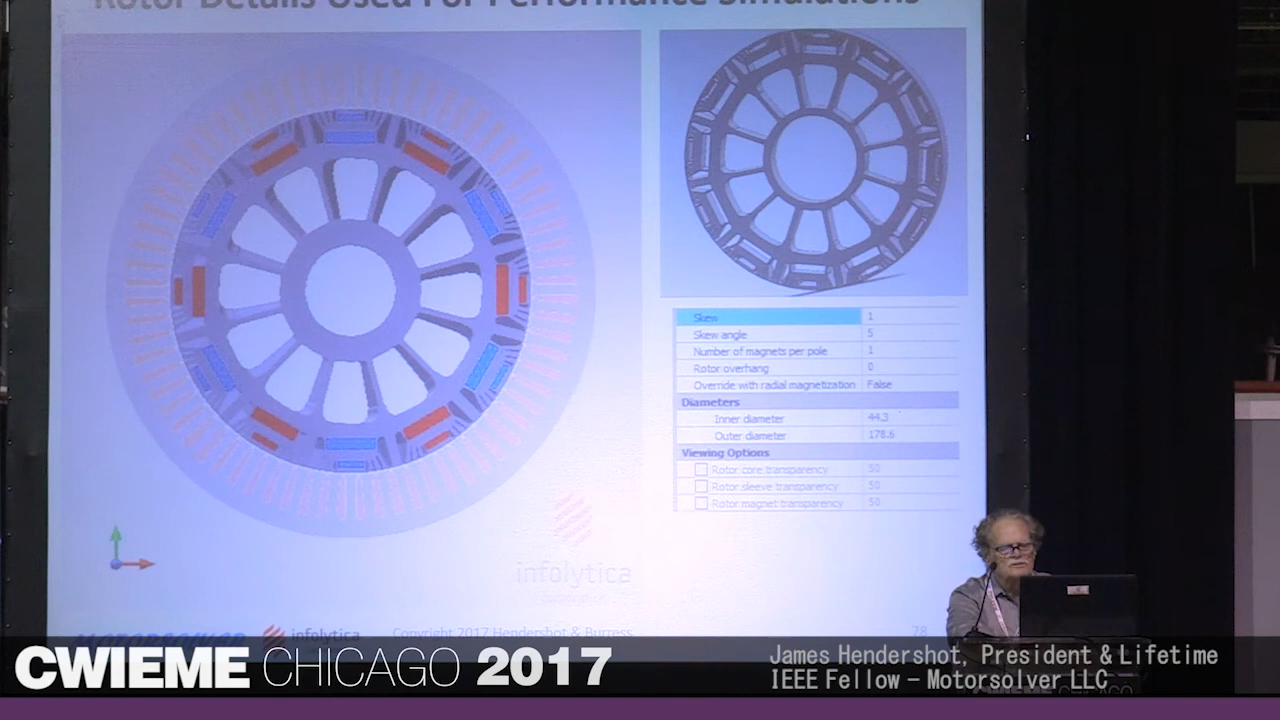 Rotor Details Used For Performance Simulations
Skew 1
Skew angle 5
Number of magnets per pole 1
Rotor overhang 0
Override with radial magnetization False
Diameters
Inner diameter 44.3
Outer diameter 178.6
Viewing Options
Rotor core transparency 50
Rotor sleeve transparency 50
Rotor magnet transparency 50
infolytica
infolytica
Copyright 2017 Hendershot & Burress
78
CWIEME CHICAGO 2017
James Hendershot, President & Lifetime
IEEE Fellow – Motorsolver LLC